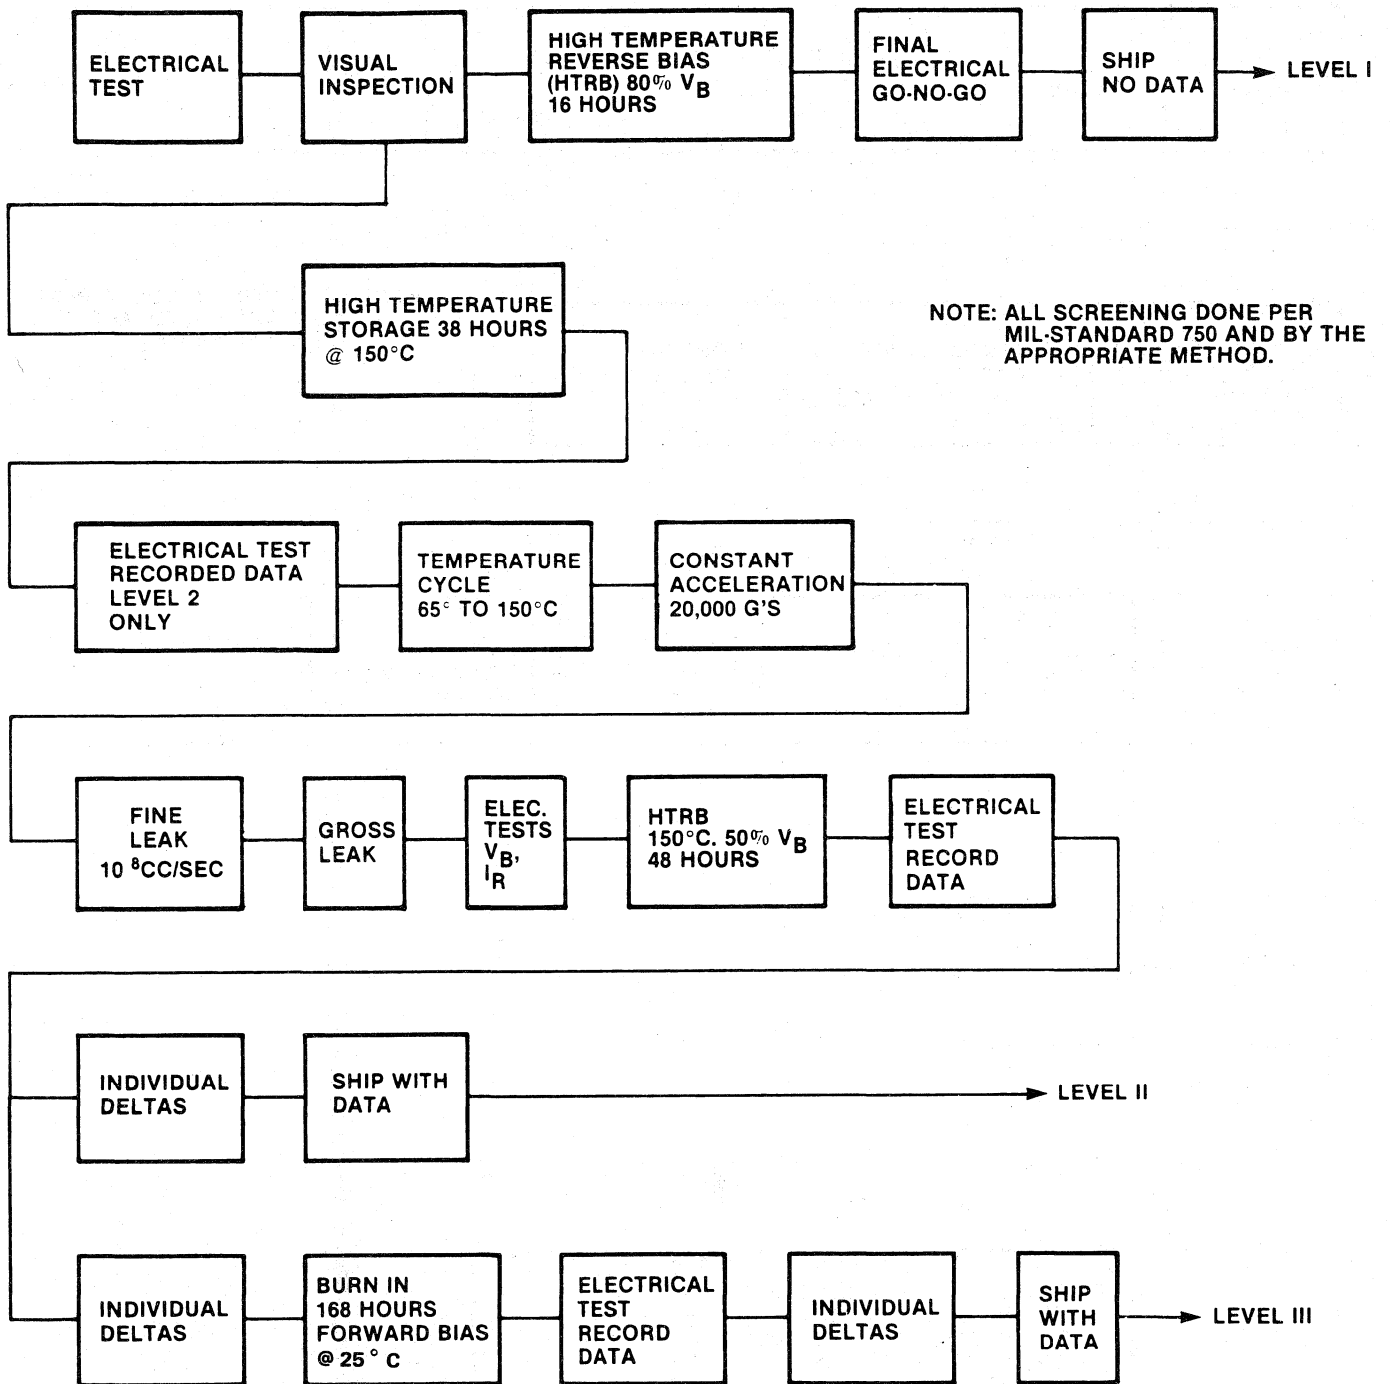 ELECTRICAL
TEST
VISUAL
INSPECTION
HIGH TEMPERATURE
REVERSE BIAS
(HTRB) 80% VB
16 HOURS
FINAL
ELECTRICAL
GO-NO-GO
SHIP
NO DATA
LEVEL I
HIGH TEMPERATURE
STORAGE 38 HOURS
@ 150°C
NOTE: ALL SCREENING DONE PER
MIL-STANDARD 750 AND BY THE
APPROPRIATE METHOD.
ELECTRICAL TEST
RECORDED DATA
LEVEL 2
ONLY
TEMPERATURE
CYCLE
65° TO 150°C
CONSTANT
ACCELERATION
20,000 G'S
FINE
LEAK
10 ⁸CC/SEC
GROSS
LEAK
ELEC.
TESTS
VB,
IR
HTRB
150°C. 50% VB
48 HOURS
ELECTRICAL
TEST
RECORD
DATA
INDIVIDUAL
DELTAS
SHIP WITH
DATA
LEVEL II
INDIVIDUAL
DELTAS
BURN IN
168 HOURS
FORWARD BIAS
@ 25° C
ELECTRICAL
TEST
RECORD
DATA
INDIVIDUAL
DELTAS
SHIP
WITH
DATA
LEVEL III